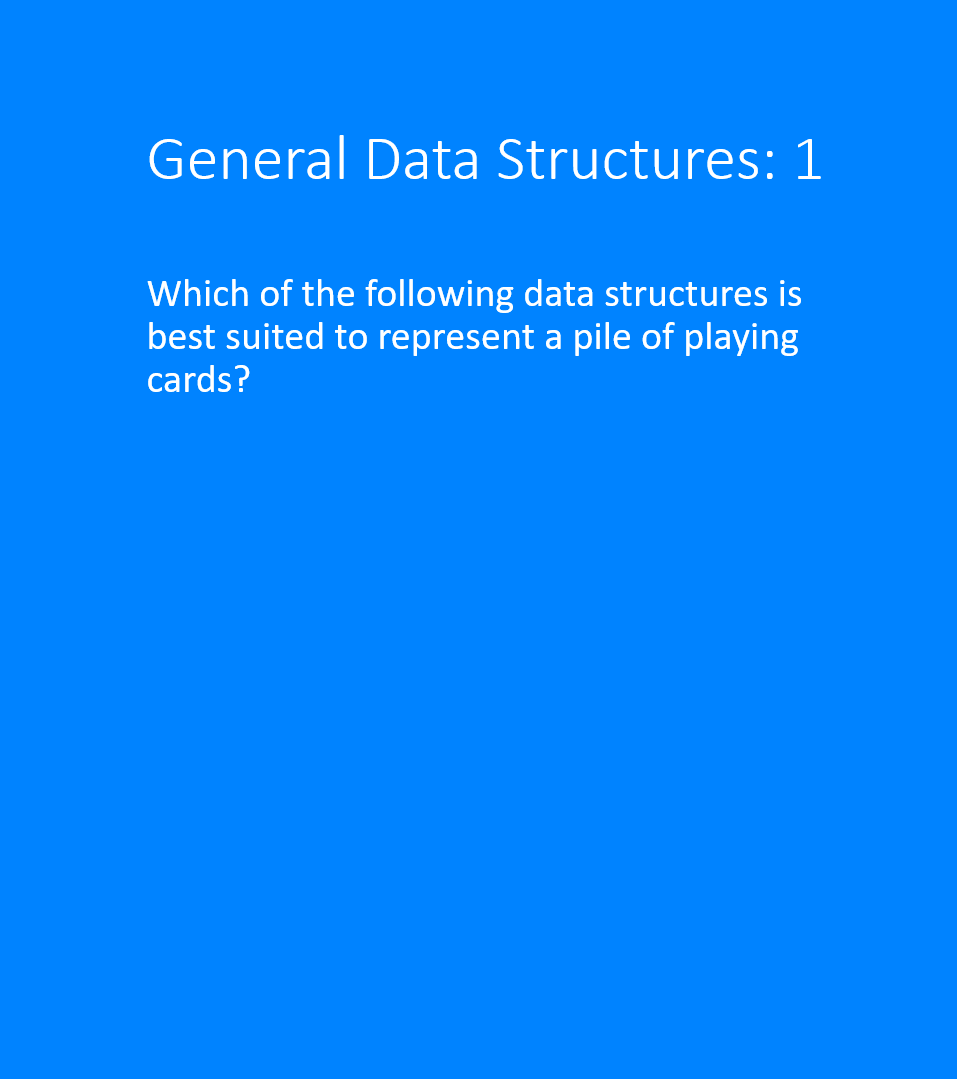 General Data Structures: 1
Which of the following data structures is
best suited to represent a pile of playing
cards?